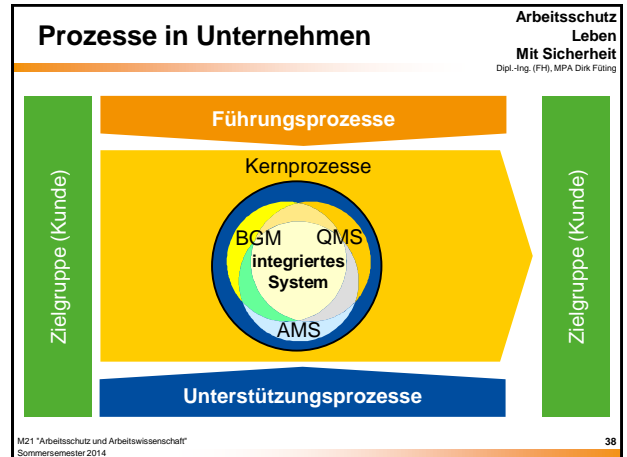 Prozesse in Unternehmen
Arbeitsschutz
Leben
Mit Sicherheit
Dipl.-Ing. (FH), MPA Dirk Füting
Zielgruppe (Kunde)
Führungsprozesse
Kernprozesse
BGM QMS
integriertes
System
AMS
Unterstützungsprozesse
Zielgruppe (Kunde)
M21 "Arbeitsschutz und Arbeitswissenschaft"
Sommersemester 2014
38